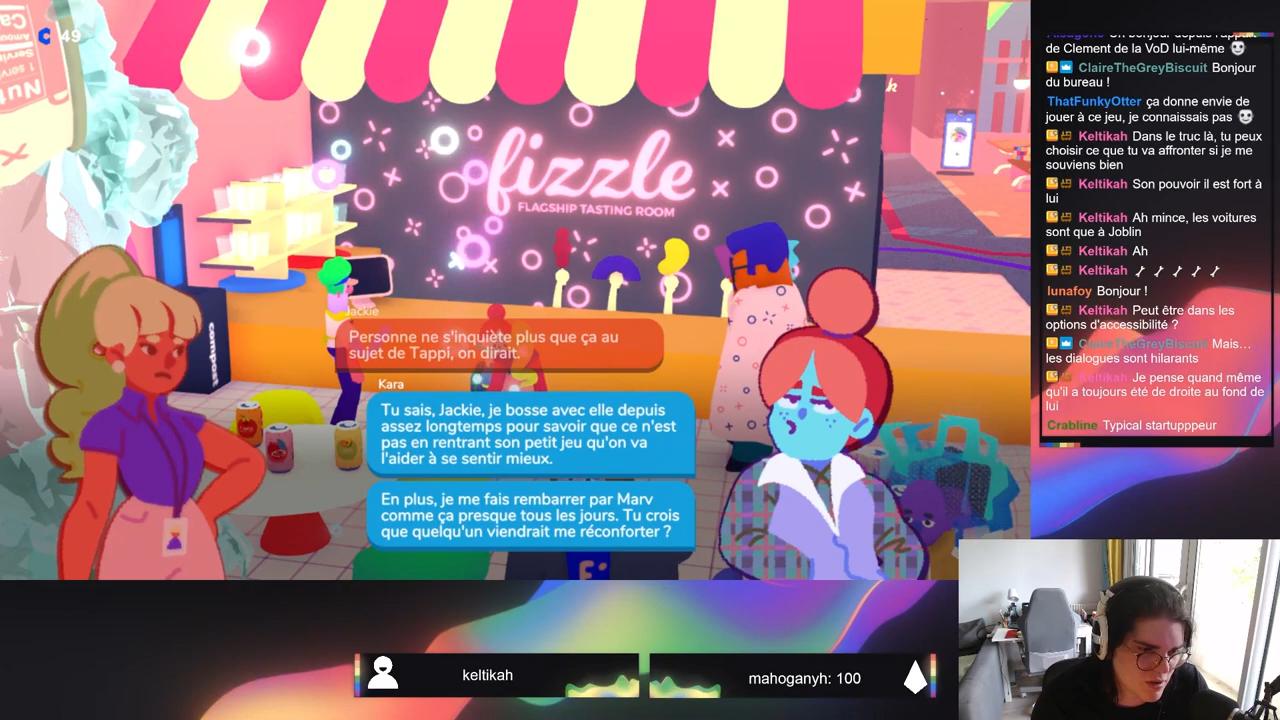 49
fizzle
FLAGSHIP TASTING ROOM
compost
Jackie
Personne ne s'inquiète plus que ça au
sujet de Tappi, on dirait.
Kara
Tu sais, Jackie, je bosse avec elle depuis
assez longtemps pour savoir que ce n'est
pas en rentrant son petit jeu qu'on va
l'aider à se sentir mieux.
En plus, je me fais rembarrer par Marv
comme ça presque tous les jours. Tu crois
que quelqu'un viendrait me réconforter ?
de Clement de la VoD lui-même
ClaireTheGreyBiscuit Bonjour
du bureau !
ThatFunkyOtter ça donne envie de
jouer à ce jeu, je connaissais pas
Keltikah Dans le truc là, tu peux
choisir ce que tu va affronter si je me
souviens bien
Keltikah Son pouvoir il est fort à
lui
Keltikah Ah mince, les voitures
sont que à Joblin
Keltikah Ah
Keltikah
lunafoy Bonjour !
Keltikah Peut être dans les
options d'accessibilité ?
ClaireTheGreyBiscuit Mais...
les dialogues sont hilarants
Keltikah Je pense quand même
qu'il a toujours été de droite au fond de
lui
Crabline Typical startupppeur
keltikah
mahoganyh: 100